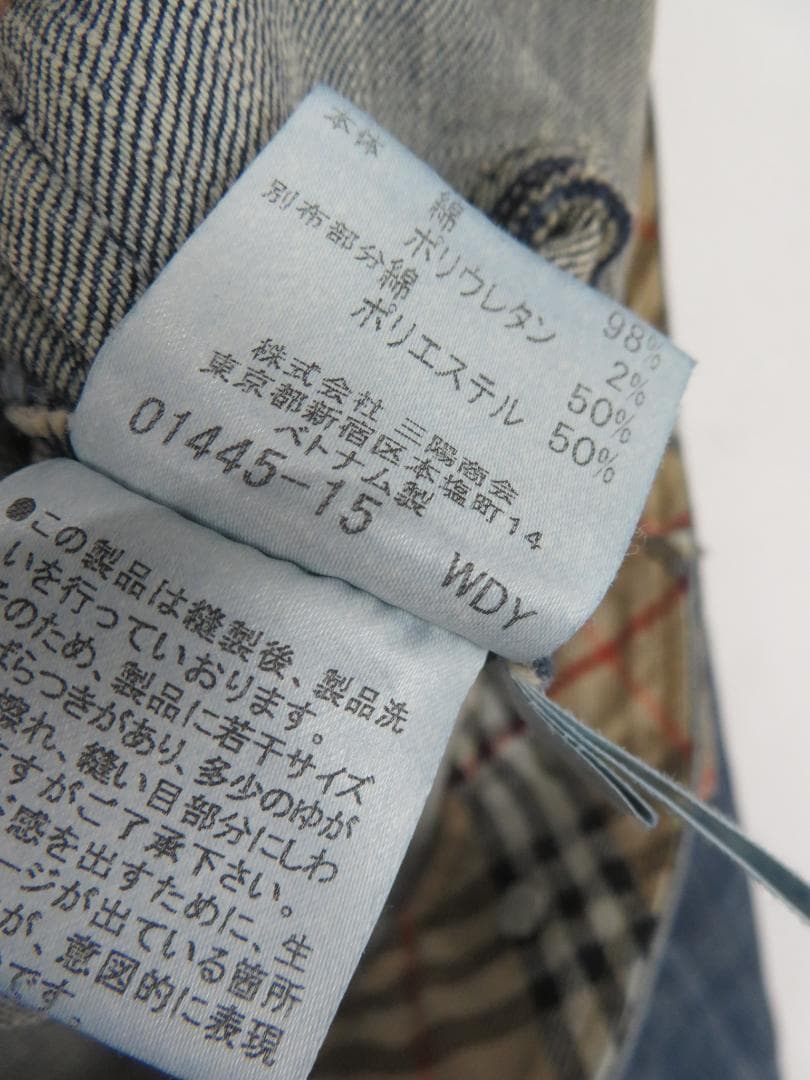 本体
綿 98%
ポリウレタン 2%
別布部分綿 50%
ポリエステル 50%
株式会社 三陽商会
東京都新宿区本塩町14
ベトナム製
01445-15 WDY
●この製品は縫製後、製品洗
いを行っていおります。
そのため、製品に若干サイズ
ばらつきがあり、多少のゆが
擦れ、縫い目部分にしわ
ますがご了承下さい。
感を出すために、生
ージが出ている箇所
が、意図的に表現
です。